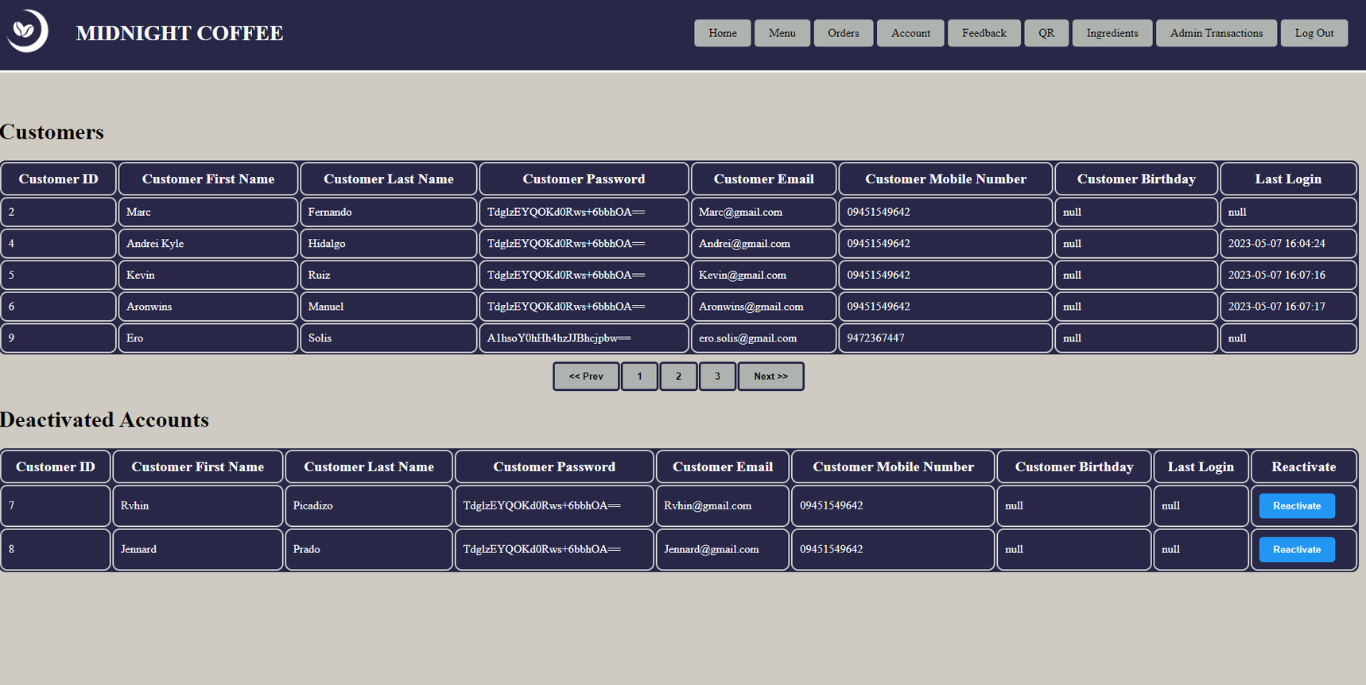 MIDNIGHT COFFEE Home Menu Orders Account Feedback QR Ingredients Admin Transactions Log Out
Customers
Customer ID Customer First Name Customer Last Name Customer Password Customer Email Customer Mobile Number Customer Birthday Last Login
2 Marc Fernando TdglzEYQOKd0Rws+6bbhOA== Marc@gmail.com 09451549642 null null
4 Andrei Kyle Hidalgo TdglzEYQOKd0Rws+6bbhOA== Andrei@gmail.com 09451549642 null 2023-05-07 16:04:24
5 Kevin Ruiz TdglzEYQOKd0Rws+6bbhOA== Kevin@gmail.com 09451549642 null 2023-05-07 16:07:16
6 Aronwins Manuel TdglzEYQOKd0Rws+6bbhOA== Aronwins@gmail.com 09451549642 null 2023-05-07 16:07:17
9 Ero Solis A1hsoY0hHh4hzJJBhcjpbw== ero.solis@gmail.com 9472367447 null null
<< Prev 1 2 3 Next >>
Deactivated Accounts
Customer ID Customer First Name Customer Last Name Customer Password Customer Email Customer Mobile Number Customer Birthday Last Login Reactivate
7 Rvhin Picadizo TdglzEYQOKd0Rws+6bbhOA== Rvhin@gmail.com 09451549642 null null Reactivate
8 Jennard Prado TdglzEYQOKd0Rws+6bbhOA== Jennard@gmail.com 09451549642 null null Reactivate